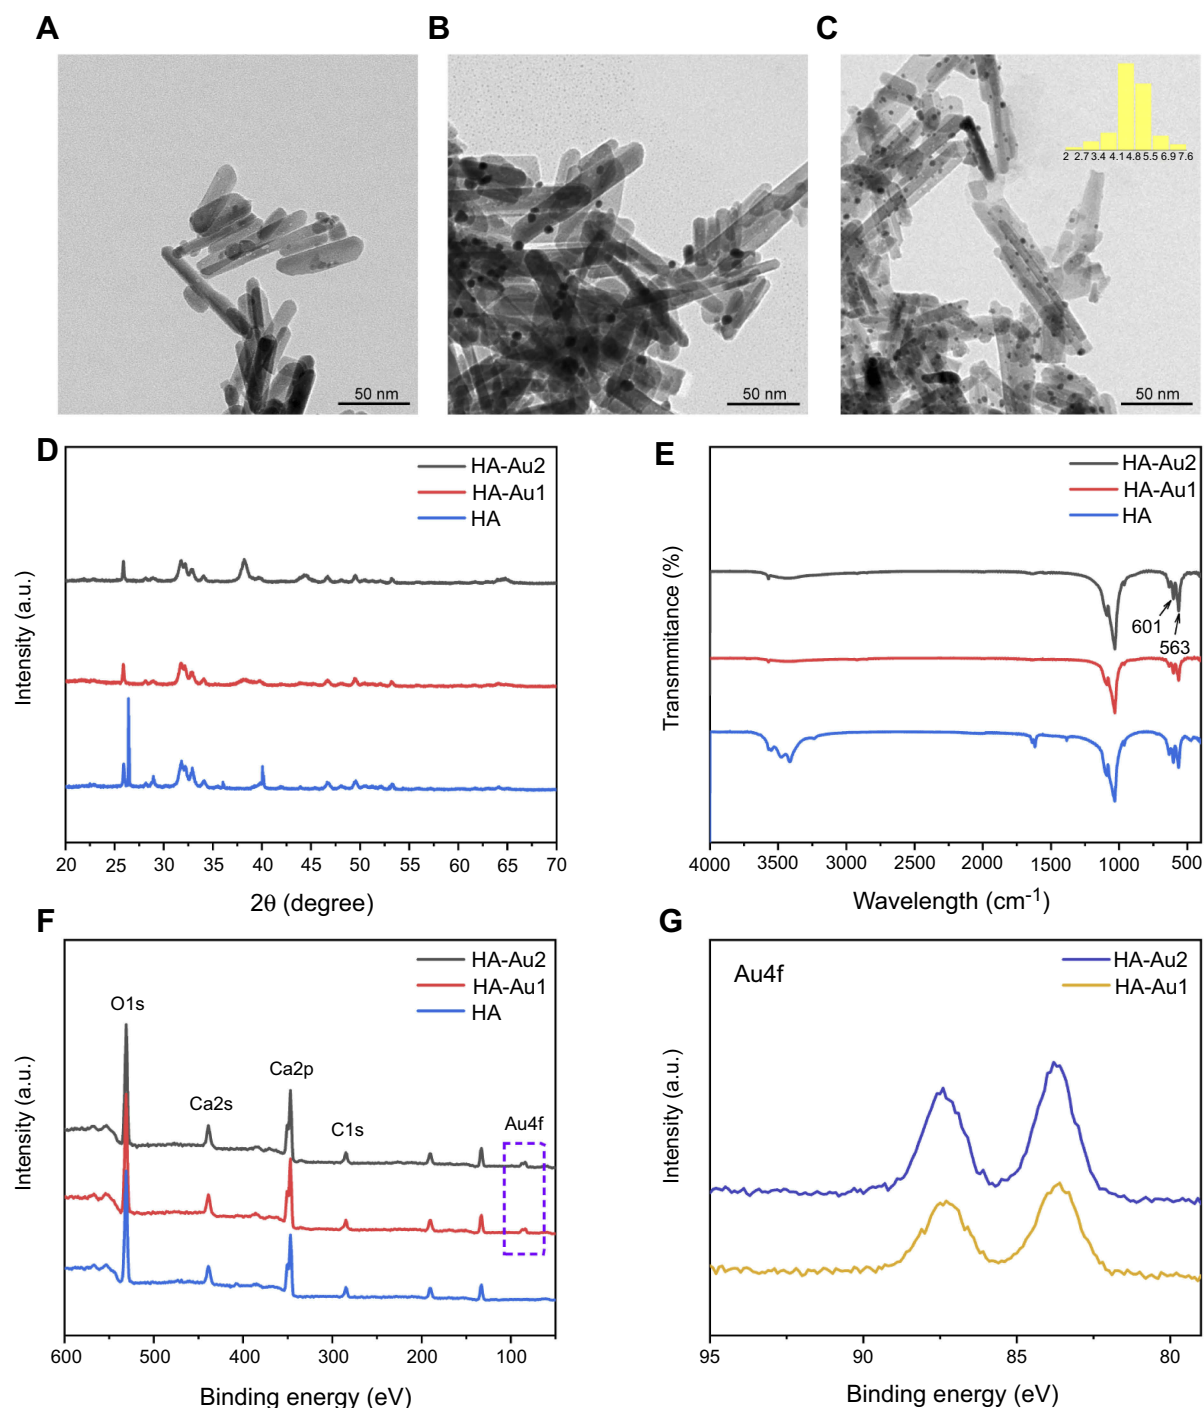 A
B
C
50 nm
50 nm
50 nm
2 2.7 3.4 4.1 4.8 5.5 6.9 7.6
D
HA-Au2
HA-Au1
HA
Intensity (a.u.)
20 25 30 35 40 45 50 55 60 65 70
2θ (degree)
E
HA-Au2
HA-Au1
HA
601
563
Transmmitance (%)
4000 3500 3000 2500 2000 1500 1000 500
Wavelength (cm-1)
F
HA-Au2
HA-Au1
HA
O1s
Ca2s
Ca2p
C1s
Au4f
Intensity (a.u.)
600 500 400 300 200 100
Binding energy (eV)
G
Au4f
HA-Au2
HA-Au1
Intensity (a.u.)
95 90 85 80
Binding energy (eV)